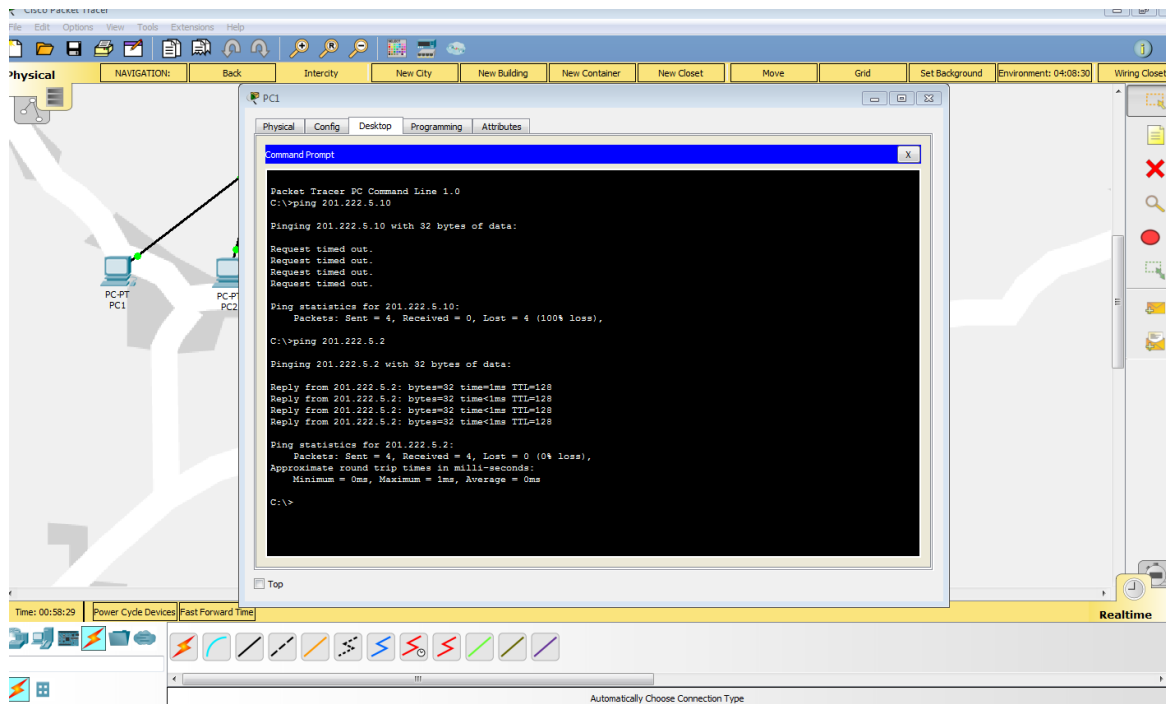 Cisco Packet Tracer
File Edit Options View Tools Extensions Help
Physical
NAVIGATION: Back Intercity New City New Building New Container New Closet Move Grid Set Background Environment: 04:08:30 Wiring Closet
PC1
Physical Config Desktop Programming Attributes
Command Prompt
X
Packet Tracer PC Command Line 1.0
C:\>ping 201.222.5.10
Pinging 201.222.5.10 with 32 bytes of data:
Request timed out.
Request timed out.
Request timed out.
Request timed out.
Ping statistics for 201.222.5.10:
Packets: Sent = 4, Received = 0, Lost = 4 (100% loss),
C:\>ping 201.222.5.2
Pinging 201.222.5.2 with 32 bytes of data:
Reply from 201.222.5.2: bytes=32 time=1ms TTL=128
Reply from 201.222.5.2: bytes=32 time<1ms TTL=128
Reply from 201.222.5.2: bytes=32 time<1ms TTL=128
Reply from 201.222.5.2: bytes=32 time<1ms TTL=128
Ping statistics for 201.222.5.2:
Packets: Sent = 4, Received = 4, Lost = 0 (0% loss),
Approximate round trip times in milli-seconds:
Minimum = 0ms, Maximum = 1ms, Average = 0ms
C:\>
PC-PT
PC1
PC-PT
PC2
Top
Time: 00:58:29 Power Cycle Devices Fast Forward Time
Realtime
Automatically Choose Connection Type